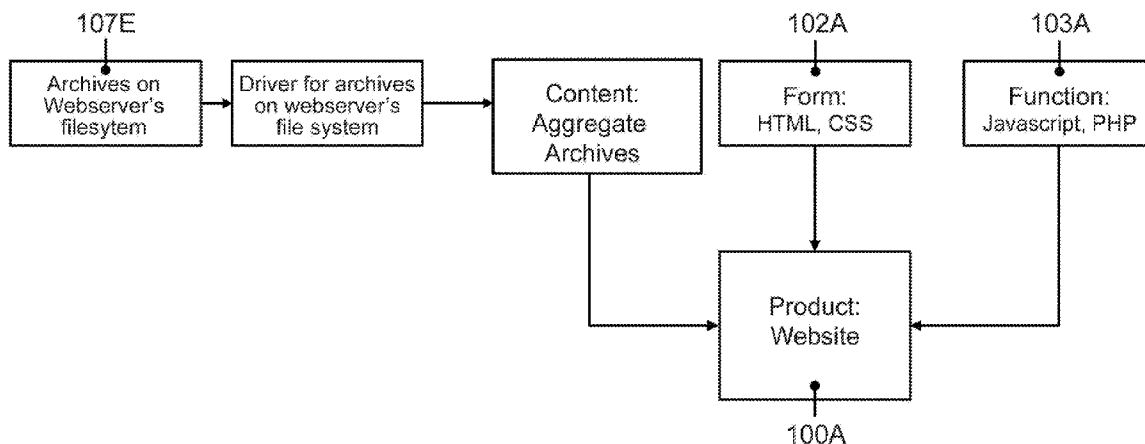 107E
102A
103A
Archives on
Webserver's
filesytem
Driver for archives
on webserver's
file system
Content:
Aggregate
Archives
Form:
HTML, CSS
Function:
Javascript, PHP
Product:
Website
100A